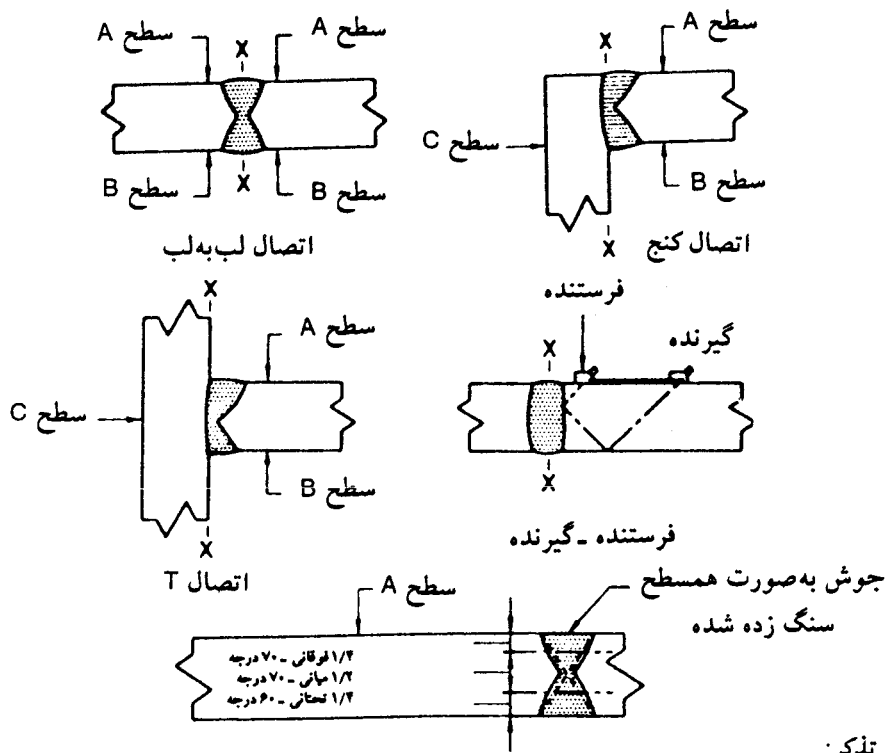 X
سطح A
سطح A
سطح B
سطح B
X
اتصال لب‌به‌لب
X
سطح A
سطح C
سطح B
X
اتصال کنج
X
سطح A
سطح C
سطح B
X
اتصال T
فرستنده
گیرنده
X
X
فرستنده ـ گیرنده
سطح A
جوش به‌صورت همسطح
سنگ زده شده
۱/۴ فوقانی ـ ۷۰ درجه
۱/۲ میانی ـ ۷۰ درجه
۱/۴ تحتانی ـ ۶۰ درجه
تذکر: